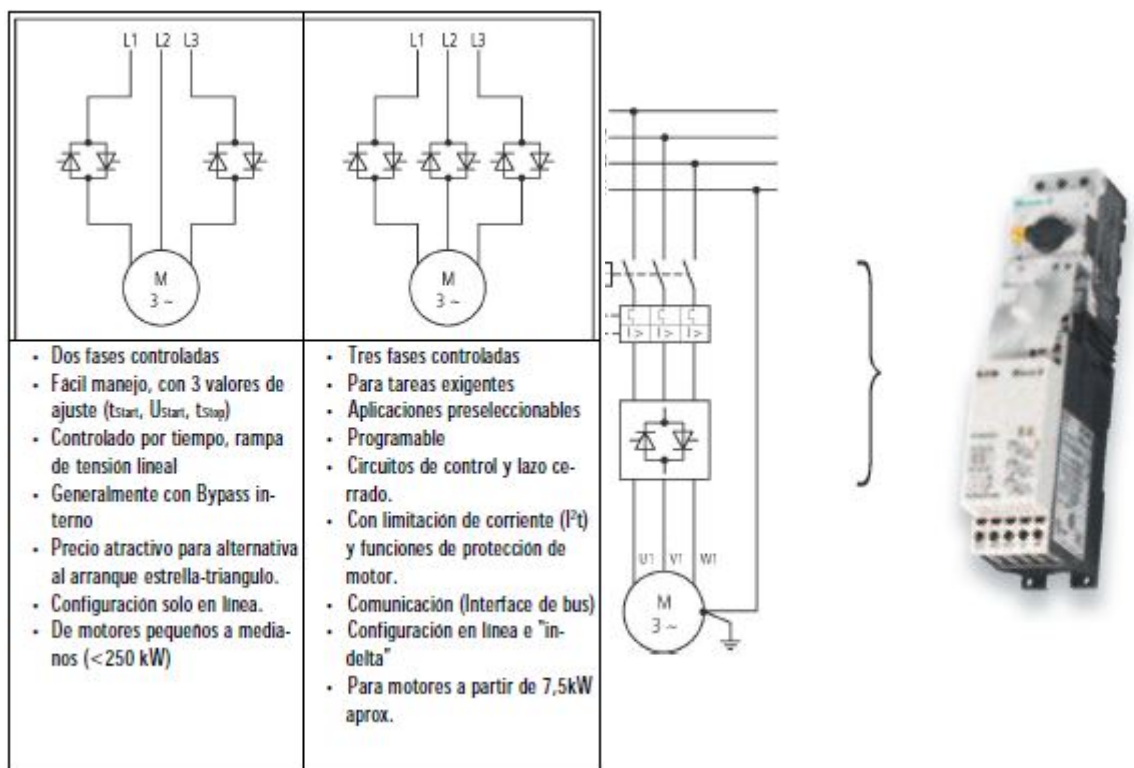 L1 L2 L3
M
3 ~
• Dos fases controladas
• Fácil manejo, con 3 valores de
ajuste (tStart, UStart, tStop)
• Controlado por tiempo, rampa
de tensión lineal
• Generalmente con Bypass in-
terno
• Precio atractivo para alternativa
al arranque estrella-triangulo.
• Configuración solo en línea.
• De motores pequeños a media-
nos (<250 kW)
L1 L2 L3
M
3 ~
• Tres fases controladas
• Para tareas exigentes
• Aplicaciones preseleccionables
• Programable
• Circuitos de control y lazo ce-
rrado.
• Con limitación de corriente (I²t)
y funciones de protección de
motor.
• Comunicación (Interface de bus)
• Configuración en línea e "in-
delta"
• Para motores a partir de 7,5kW
aprox.
I> I> I>
U1 V1 W1
M
3 ~